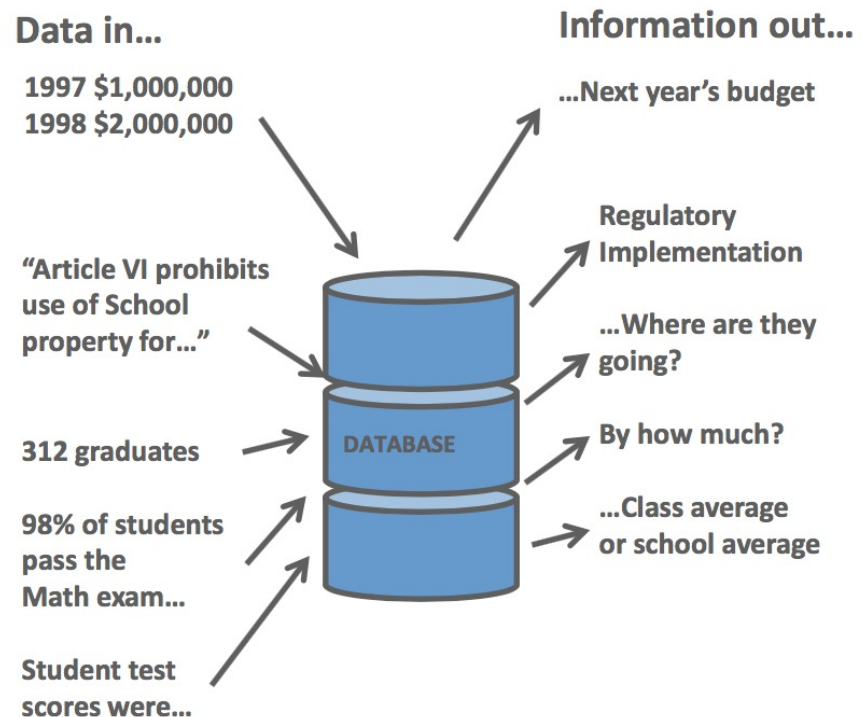 Data in...
1997 $1,000,000
1998 $2,000,000
“Article VI prohibits
use of School
property for...”
312 graduates
98% of students
pass the
Math exam...
Student test
scores were...
DATABASE
Information out...
...Next year’s budget
Regulatory
Implementation
...Where are they
going?
By how much?
...Class average
or school average